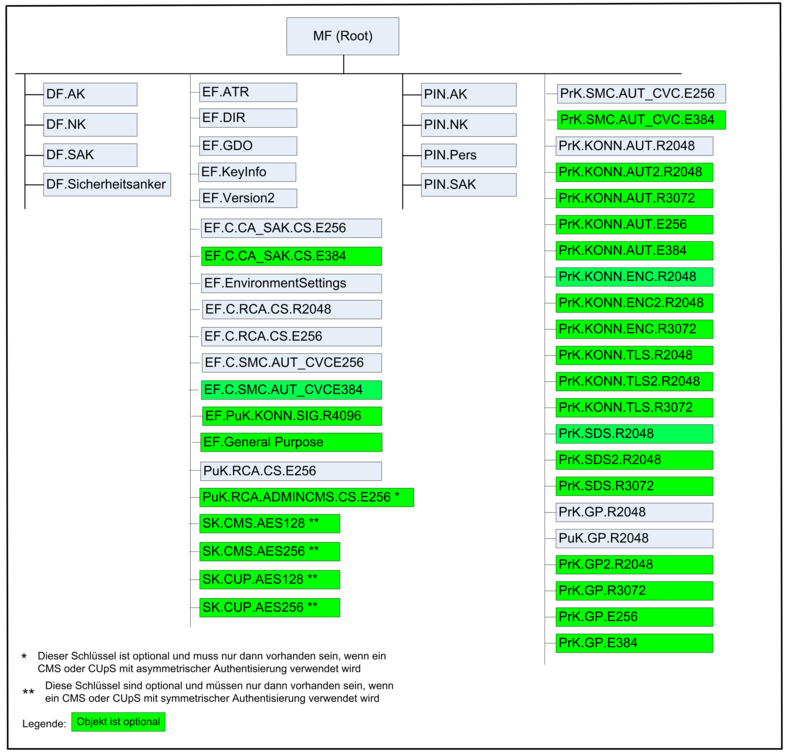 MF (Root)
DF.AK
DF.NK
DF.SAK
DF.Sicherheitsanker
EF.ATR
EF.DIR
EF.GDO
EF.KeyInfo
EF.Version2
EF.C.CA_SAK.CS.E256
EF.C.CA_SAK.CS.E384
EF.EnvironmentSettings
EF.C.RCA.CS.R2048
EF.C.RCA.CS.E256
EF.C.SMC.AUT_CVCE256
EF.C.SMC.AUT_CVCE384
EF.PuK.KONN.SIG.R4096
EF.General Purpose
PuK.RCA.CS.E256
PuK.RCA.ADMINCMS.CS.E256 *
SK.CMS.AES128 **
SK.CMS.AES256 **
SK.CUP.AES128 **
SK.CUP.AES256 **
PIN.AK
PIN.NK
PIN.Pers
PIN.SAK
PrK.SMC.AUT_CVC.E256
PrK.SMC.AUT_CVC.E384
PrK.KONN.AUT.R2048
PrK.KONN.AUT2.R2048
PrK.KONN.AUT.R3072
PrK.KONN.AUT.E256
PrK.KONN.AUT.E384
PrK.KONN.ENC.R2048
PrK.KONN.ENC2.R2048
PrK.KONN.ENC.R3072
PrK.KONN.TLS.R2048
PrK.KONN.TLS2.R2048
PrK.KONN.TLS.R3072
PrK.SDS.R2048
PrK.SDS2.R2048
PrK.SDS.R3072
PrK.GP.R2048
PuK.GP.R2048
PrK.GP2.R2048
PrK.GP.R3072
PrK.GP.E256
PrK.GP.E384
* Dieser Schlüssel ist optional und muss nur dann vorhanden sein, wenn ein
CMS oder CUpS mit asymmetrischer Authentisierung verwendet wird
** Diese Schlüssel sind optional und müssen nur dann vorhanden sein, wenn
ein CMS oder CUpS mit symmetrischer Authentisierung verwendet wird
Legende: Objekt ist optional